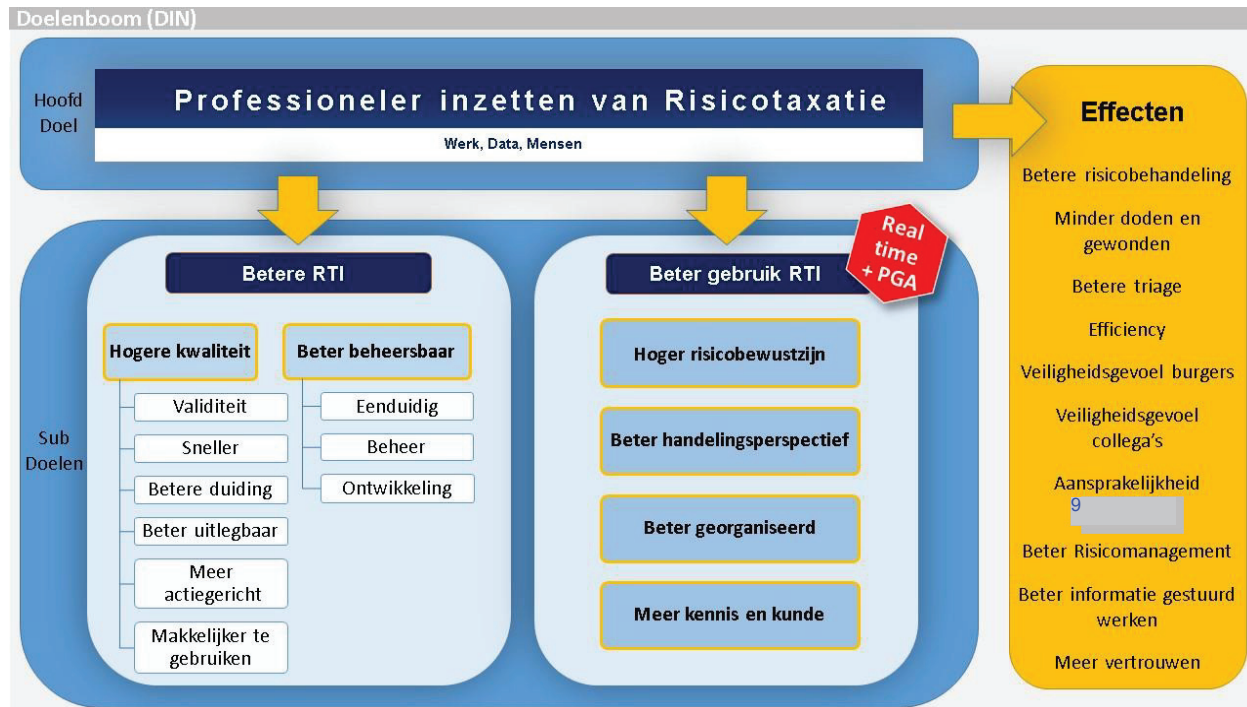 Doelenboom (DIN)
Hoofd
Doel
Professioneler inzetten van Risicotaxatie
Werk, Data, Mensen
Sub
Doelen
Betere RTI
Hogere kwaliteit
Validiteit
Sneller
Betere duiding
Beter uitlegbaar
Meer
actiegericht
Makkelijker te
gebruiken
Beter beheersbaar
Eenduidig
Beheer
Ontwikkeling
Beter gebruik RTI
Real
time
+ PGA
Hoger risicobewustzijn
Beter handelingsperspectief
Beter georganiseerd
Meer kennis en kunde
Effecten
Betere risicobehandeling
Minder doden en
gewonden
Betere triage
Efficiency
Veiligheidsgevoel burgers
Veiligheidsgevoel
collega's
Aansprakelijkheid
9
Beter Risicomanagement
Beter informatie gestuurd
werken
Meer vertrouwen